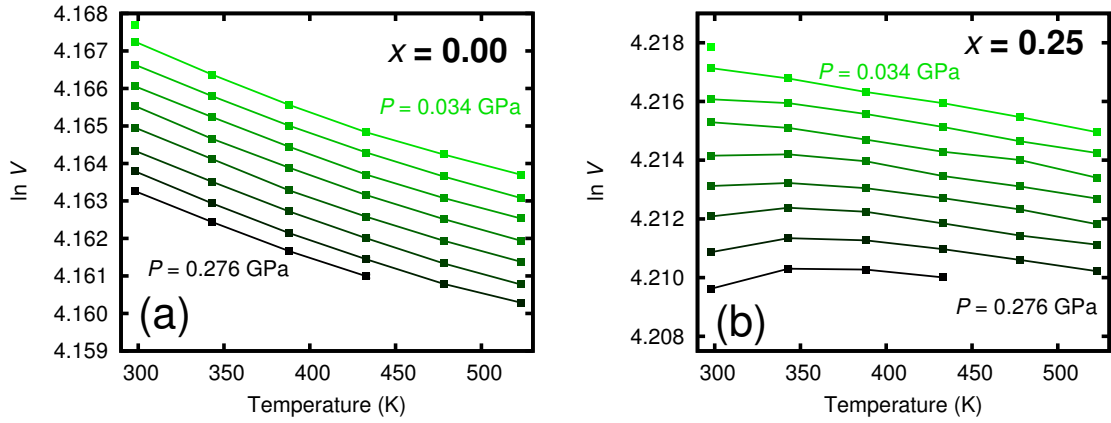 4.168
4.167
4.166
4.165
4.164
4.163
4.162
4.161
4.160
4.159
ln V
x = 0.00
P = 0.034 GPa
P = 0.276 GPa
(a)
300 350 400 450 500
Temperature (K)
4.218
4.216
4.214
4.212
4.210
4.208
ln V
x = 0.25
P = 0.034 GPa
P = 0.276 GPa
(b)
300 350 400 450 500
Temperature (K)